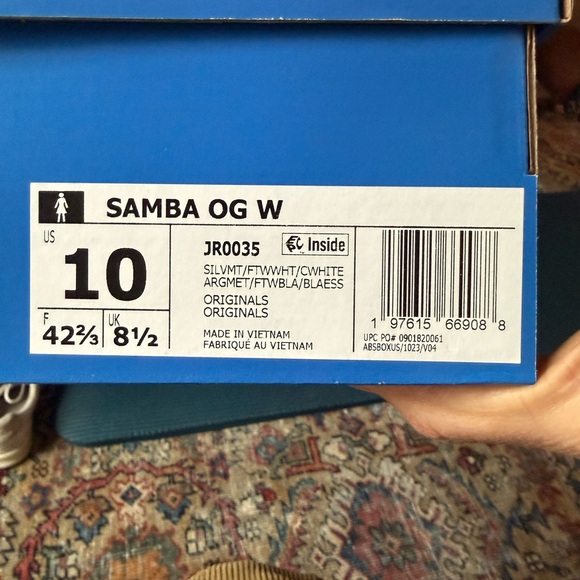 SAMBA OG W
US
10
F
42⅔
UK
8½
JR0035
Inside
SILVMT/FTWWHT/CWHITE
ARGMET/FTWBLA/BLAESS
ORIGINALS
ORIGINALS
MADE IN VIETNAM
FABRIQUÉ AU VIETNAM
1 97615 66908 8
UPC PO# 0901820061
ABSBOXUS/1023/V04